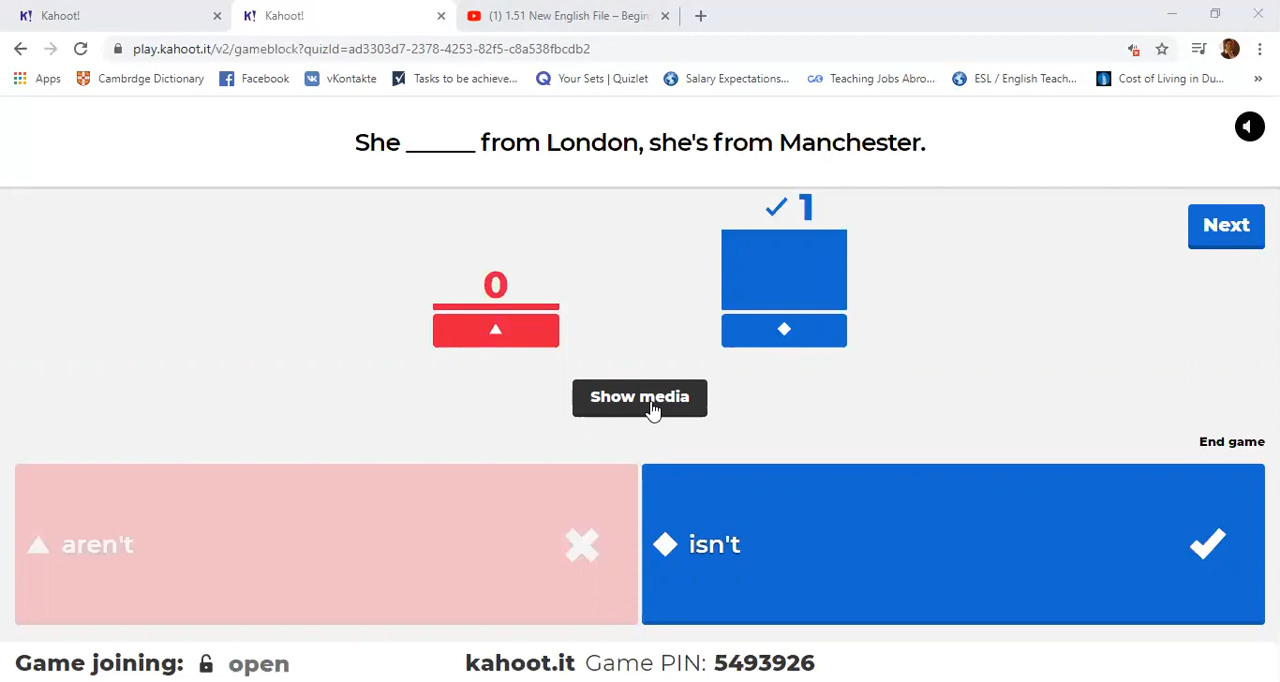 K! Kahoot!
K! Kahoot!
(1) 1.51 New English File – Begin
play.kahoot.it/v2/gameblock?quizId=ad3303d7-2378-4253-82f5-c8a538fbcdb2
Apps Cambrdge Dictionary Facebook vKontakte Tasks to be achieve... Your Sets | Quizlet Salary Expectations... Teaching Jobs Abro... ESL / English Teach... Cost of Living in Du... »
She ______ from London, she's from Manchester.
1
Next
0
Show media
End game
aren't
isn't
Game joining: open kahoot.it Game PIN: 5493926